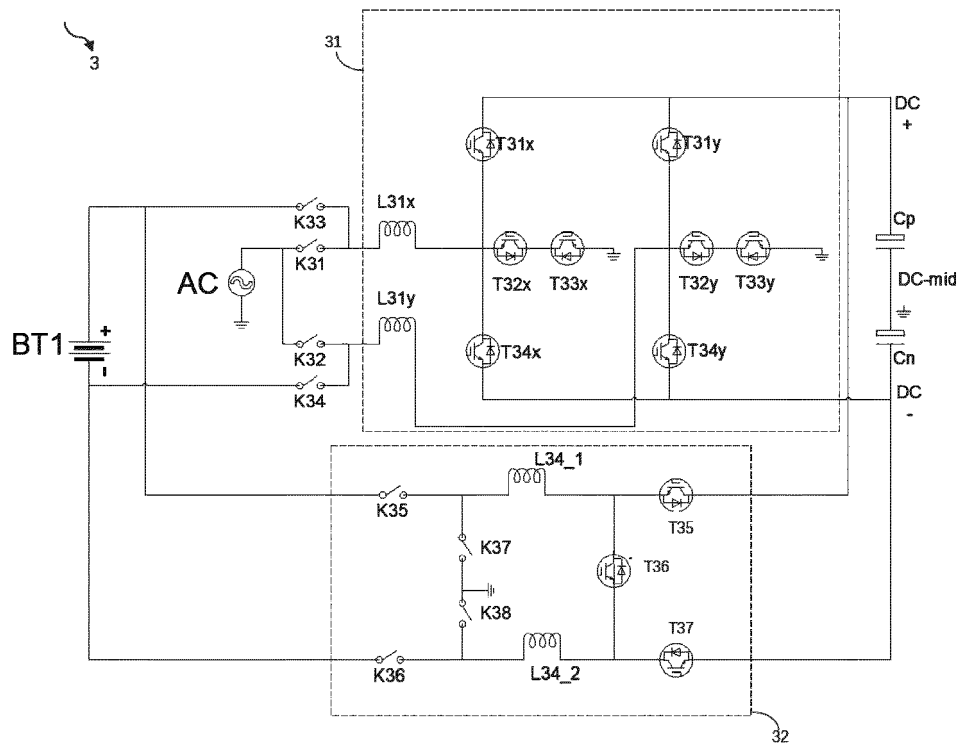 31
3
DC
+
T31x
T31y
L31x
K33
Cp
K31
AC
T32x
T33x
T32y
T33y
DC-mid
L31y
BT1
+
-
K32
T34x
T34y
Cn
K34
DC
-
L34_1
K35
T35
K37
T36
K38
T37
K36
L34_2
32